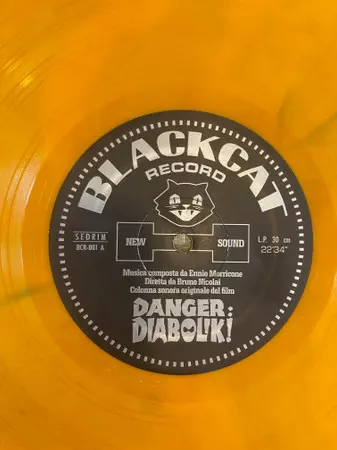 BLACKCAT
RECORD
SEDRIM
BCR-001 A
NEW
SOUND
L.P. 30 cm
22'34"
Musica composta da Ennio Morricone
Diretta da Bruno Nicolai
Colonna sonora originale del film
DANGER:
DIABOLIK!